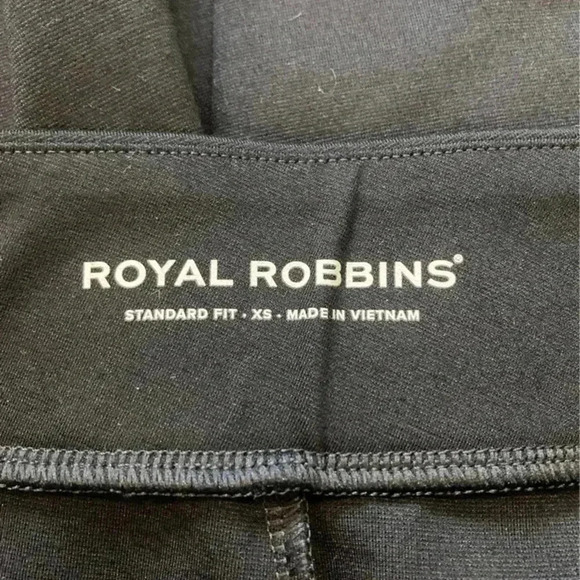 ROYAL ROBBINS®
STANDARD FIT • XS • MADE IN VIETNAM